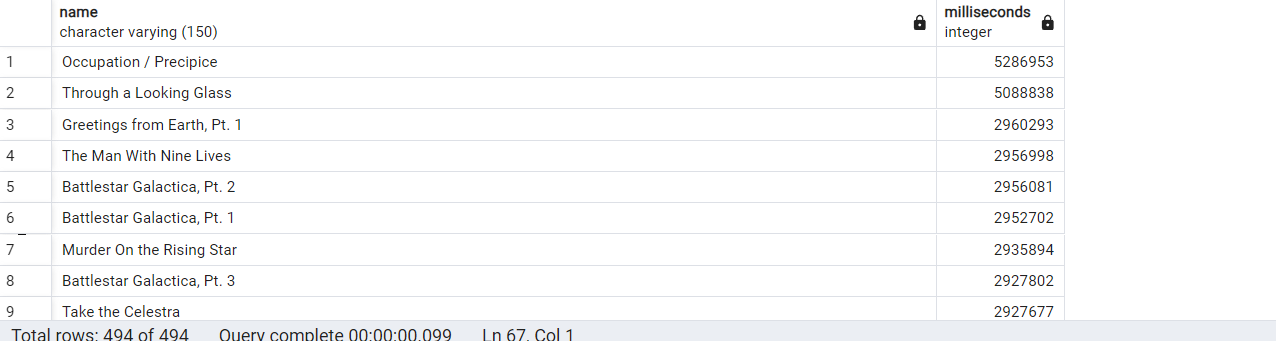 name milliseconds
character varying (150) integer
1 Occupation / Precipice 5286953
2 Through a Looking Glass 5088838
3 Greetings from Earth, Pt. 1 2960293
4 The Man With Nine Lives 2956998
5 Battlestar Galactica, Pt. 2 2956081
6 Battlestar Galactica, Pt. 1 2952702
7 Murder On the Rising Star 2935894
8 Battlestar Galactica, Pt. 3 2927802
9 Take the Celestra 2927677
Total rows: 494 of 494 Query complete 00:00:00.099 Ln 67, Col 1